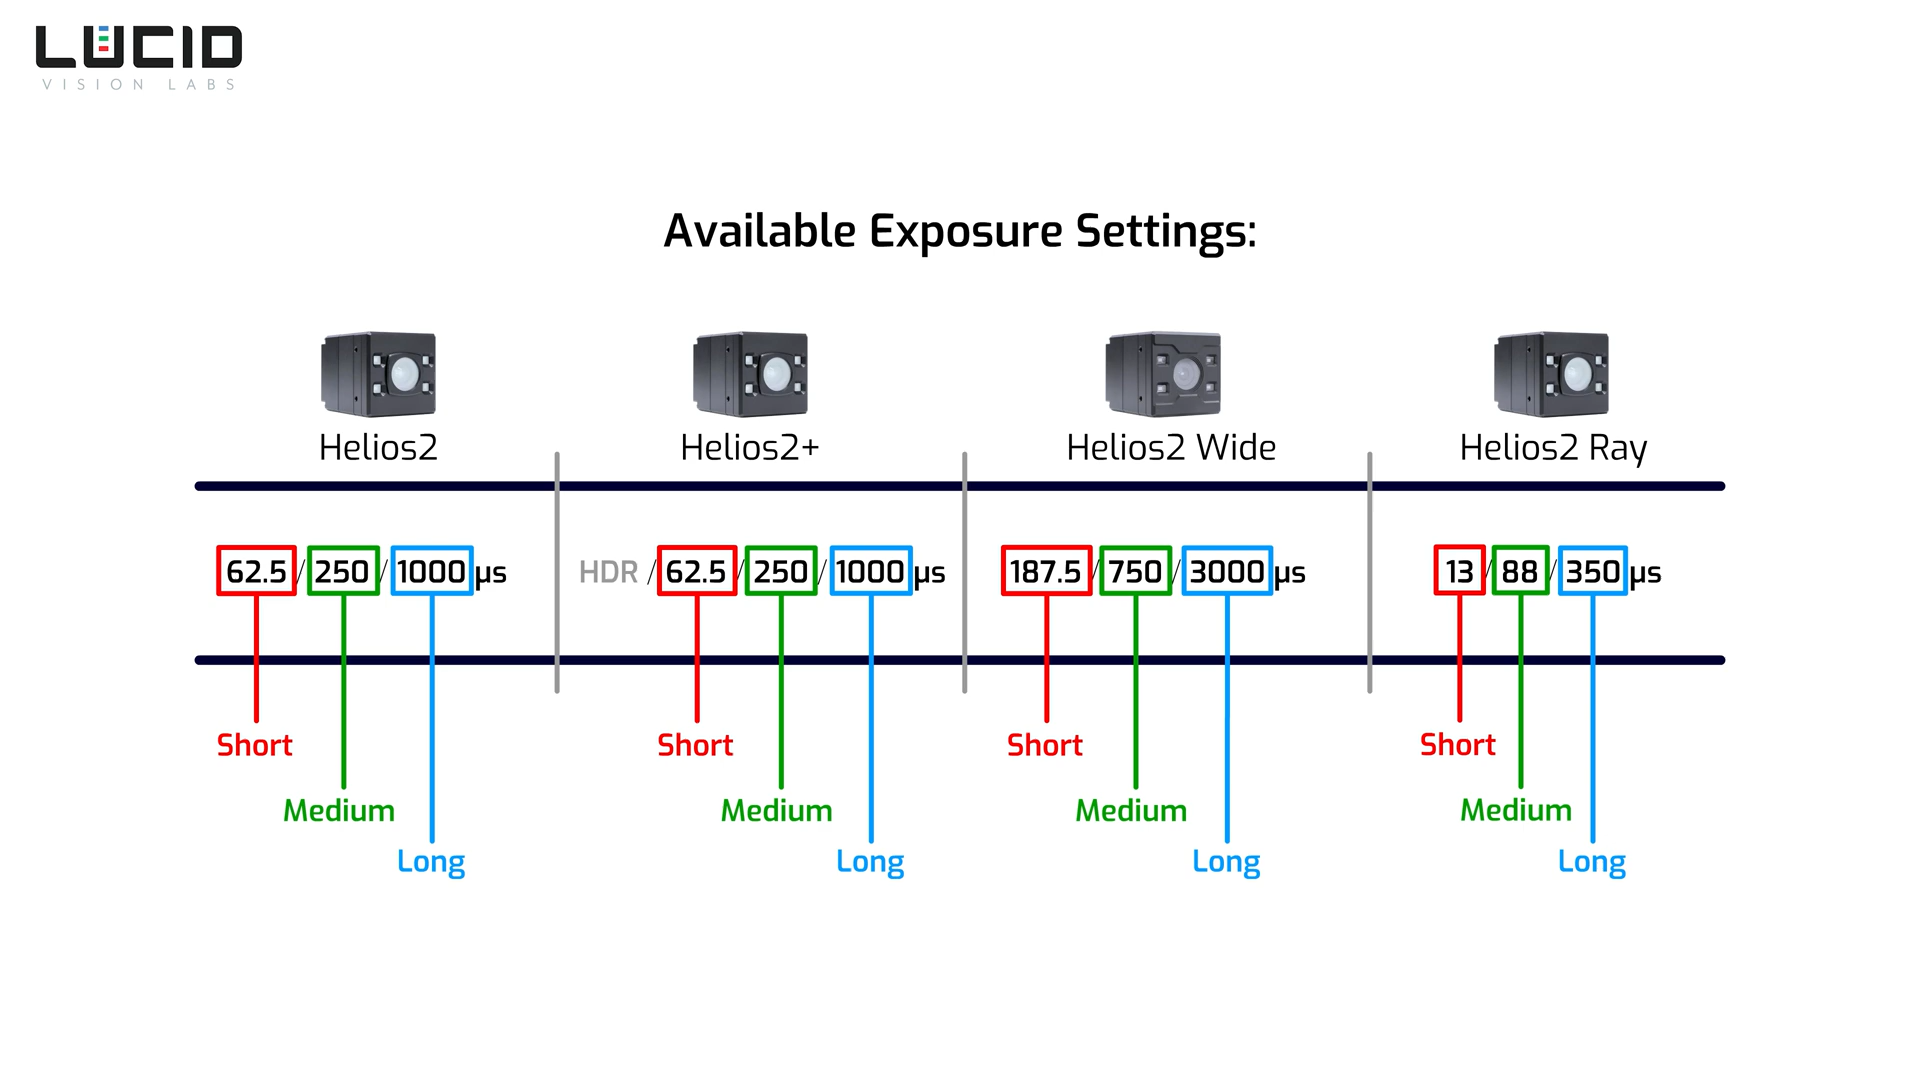 LUCID
VISION LABS
Available Exposure Settings:
Helios2
Helios2+
Helios2 Wide
Helios2 Ray
62.5/250/1000 µs
HDR / 62.5/250/1000 µs
187.5/750/3000 µs
13/88/350 µs
Short
Short
Short
Short
Medium
Medium
Medium
Medium
Long
Long
Long
Long